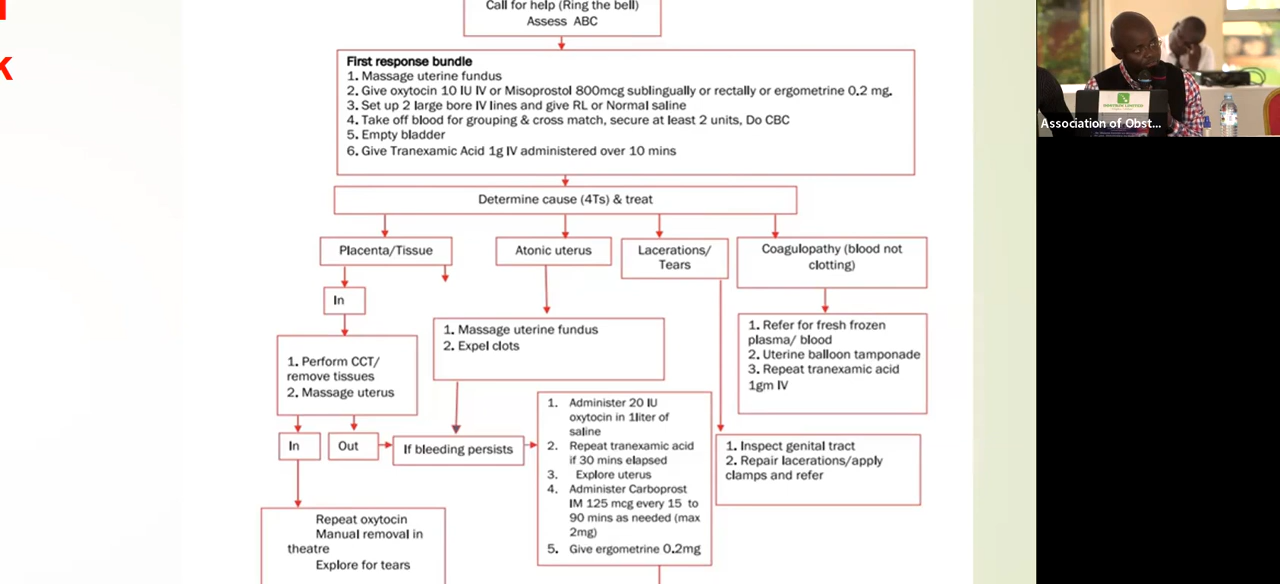 k
Call for help (Ring the bell)
Assess ABC
First response bundle
1. Massage uterine fundus
2. Give oxytocin 10 IU IV or Misoprostol 800mcg sublingually or rectally or ergometrine 0.2 mg.
3. Set up 2 large bore IV lines and give RL or Normal saline
4. Take off blood for grouping & cross match, secure at least 2 units, Do CBC
5. Empty bladder
6. Give Tranexamic Acid 1g IV administered over 10 mins
Determine cause (4Ts) & treat
Placenta/Tissue
Atonic uterus
Lacerations/
Tears
Coagulopathy (blood not
clotting)
In
1. Massage uterine fundus
2. Expel clots
1. Refer for fresh frozen
plasma/ blood
2. Uterine balloon tamponade
3. Repeat tranexamic acid
1gm IV
1. Perform CCT/
remove tissues
2. Massage uterus
In
Out
If bleeding persists
1. Administer 20 IU
oxytocin in 1liter of
saline
2. Repeat tranexamic acid
if 30 mins elapsed
3. Explore uterus
4. Administer Carboprost
IM 125 mcg every 15 to
90 mins as needed (max
2mg)
5. Give ergometrine 0.2mg
1. Inspect genital tract
2. Repair lacerations/apply
clamps and refer
Repeat oxytocin
Manual removal in
theatre
Explore for tears
Association of Obst...